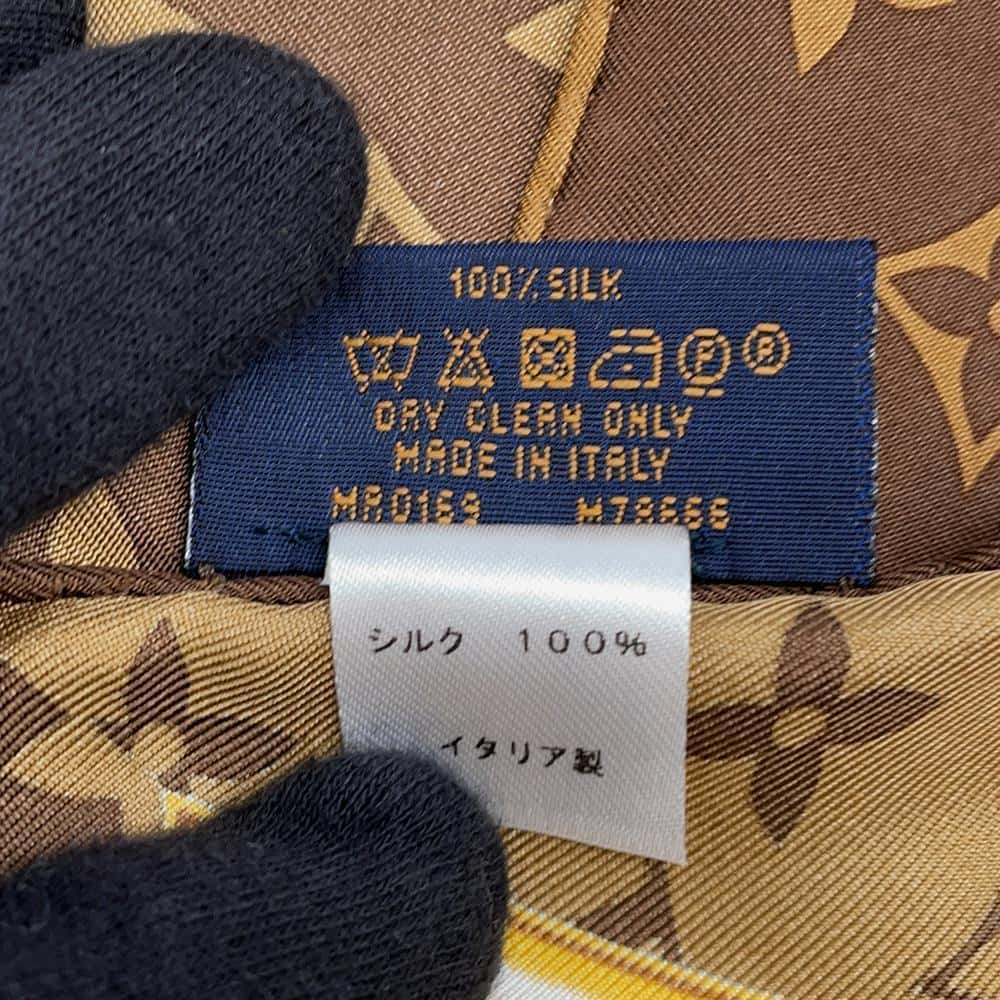 100% SILK
F R
DRY CLEAN ONLY
MADE IN ITALY
MR0169 M78666
シルク 100%
イタリア製